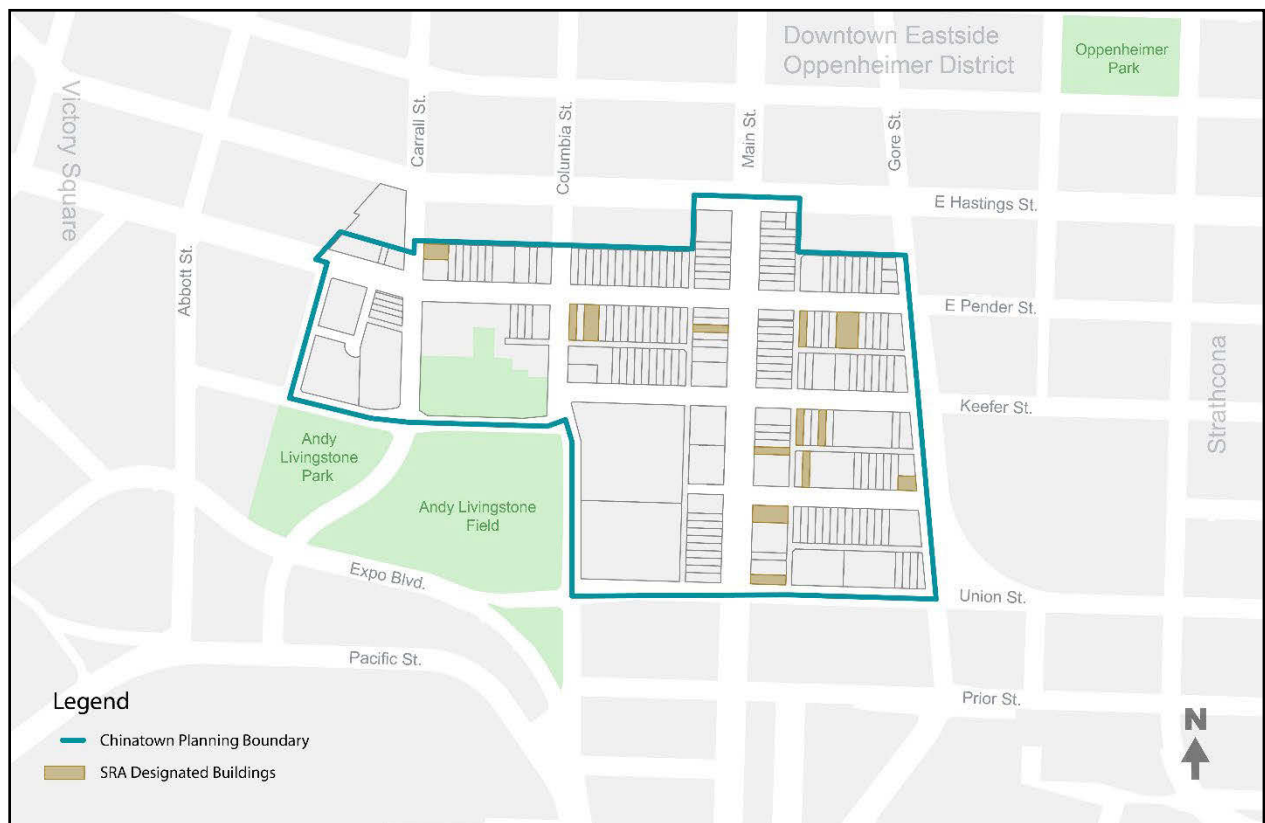 Downtown Eastside
Oppenheimer District
Oppenheimer
Park
Victory Square
Carrall St.
Columbia St.
Main St.
Gore St.
E Hastings St.
Abbott St.
E Pender St.
Strathcona
Keefer St.
Andy
Livingstone
Park
Andy Livingstone
Field
Expo Blvd.
Union St.
Pacific St.
Prior St.
Legend
Chinatown Planning Boundary
SRA Designated Buildings
N